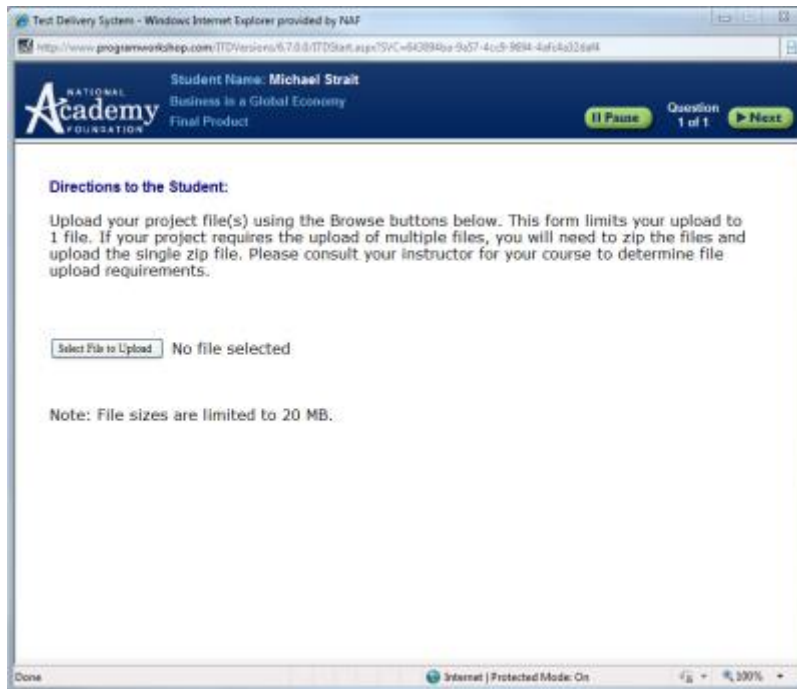 Test Delivery System - Windows Internet Explorer provided by NAF
Student Name: Michael Strait
NATIONAL
Academy
FOUNDATION
Business in a Global Economy
Final Product
Pause
Question
1 of 1
Next
Directions to the Student:
Upload your project file(s) using the Browse buttons below. This form limits your upload to
1 file. If your project requires the upload of multiple files, you will need to zip the files and
upload the single zip file. Please consult your instructor for your course to determine file
upload requirements.
Select File to Upload No file selected
Note: File sizes are limited to 20 MB.
Done Internet | Protected Mode: On 100%